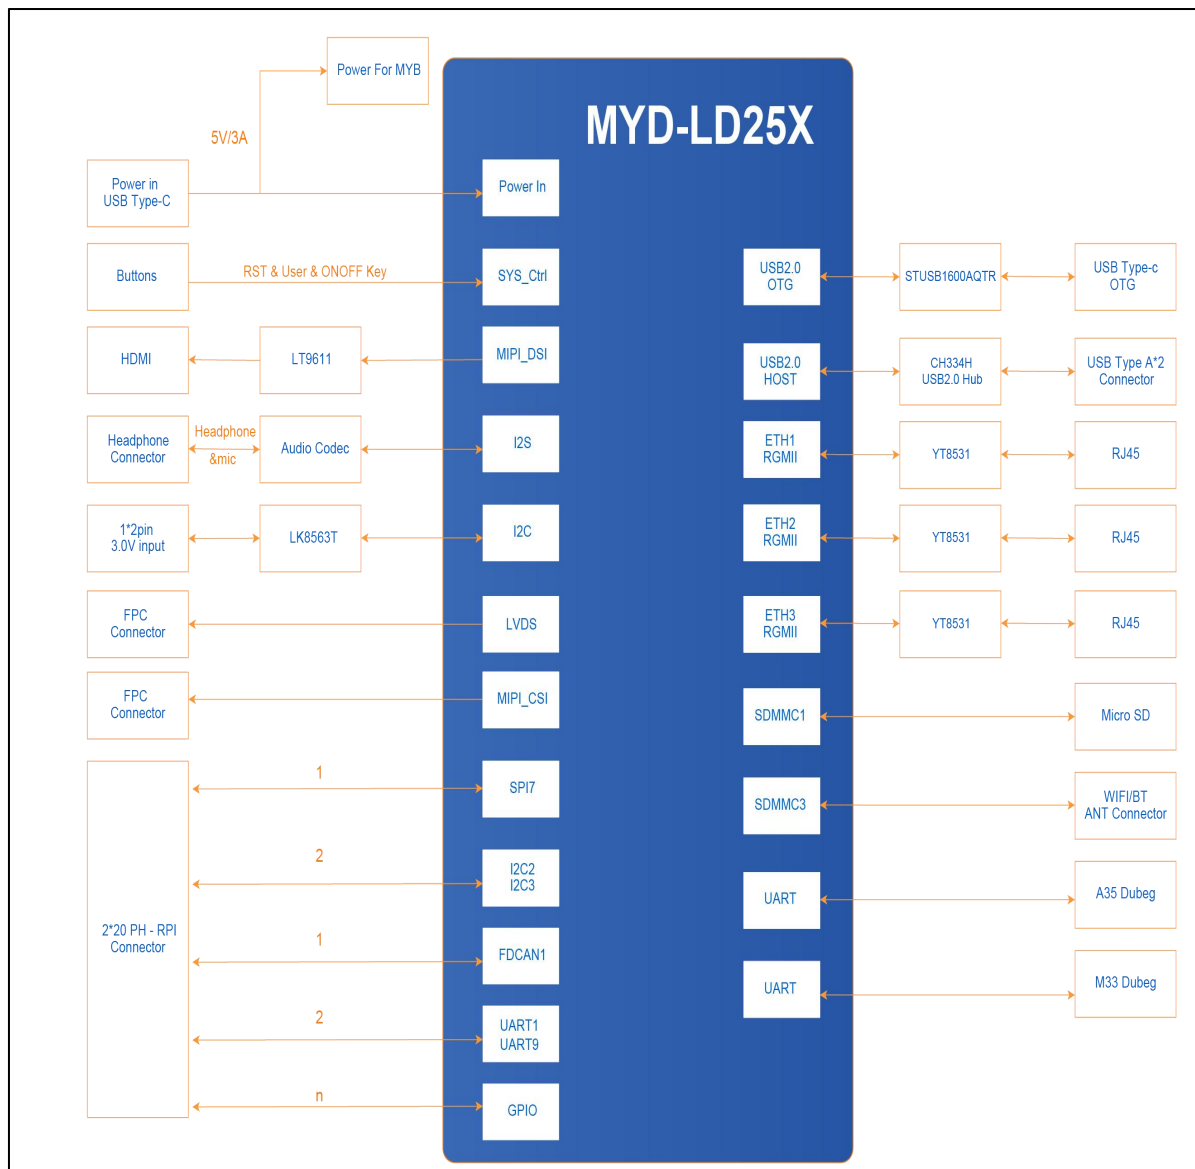 Power For MYB
MYD-LD25X
5V/3A
Power in
USB Type-C
Power In
Buttons
RST & User & ONOFF Key
SYS_Ctrl
USB2.0
OTG
STUSB1600AQTR
USB Type-c
OTG
HDMI
LT9611
MIPI_DSI
USB2.0
HOST
CH334H
USB2.0 Hub
USB Type A*2
Connector
Headphone
Connector
Headphone
&mic
Audio Codec
I2S
ETH1
RGMII
YT8531
RJ45
1*2pin
3.0V input
LK8563T
I2C
ETH2
RGMII
YT8531
RJ45
FPC
Connector
LVDS
ETH3
RGMII
YT8531
RJ45
FPC
Connector
MIPI_CSI
SDMMC1
Micro SD
2*20 PH - RPI
Connector
1
SPI7
SDMMC3
WIFI/BT
ANT Connector
2
I2C2
I2C3
UART
A35 Dubeg
1
FDCAN1
UART
M33 Dubeg
2
UART1
UART9
n
GPIO